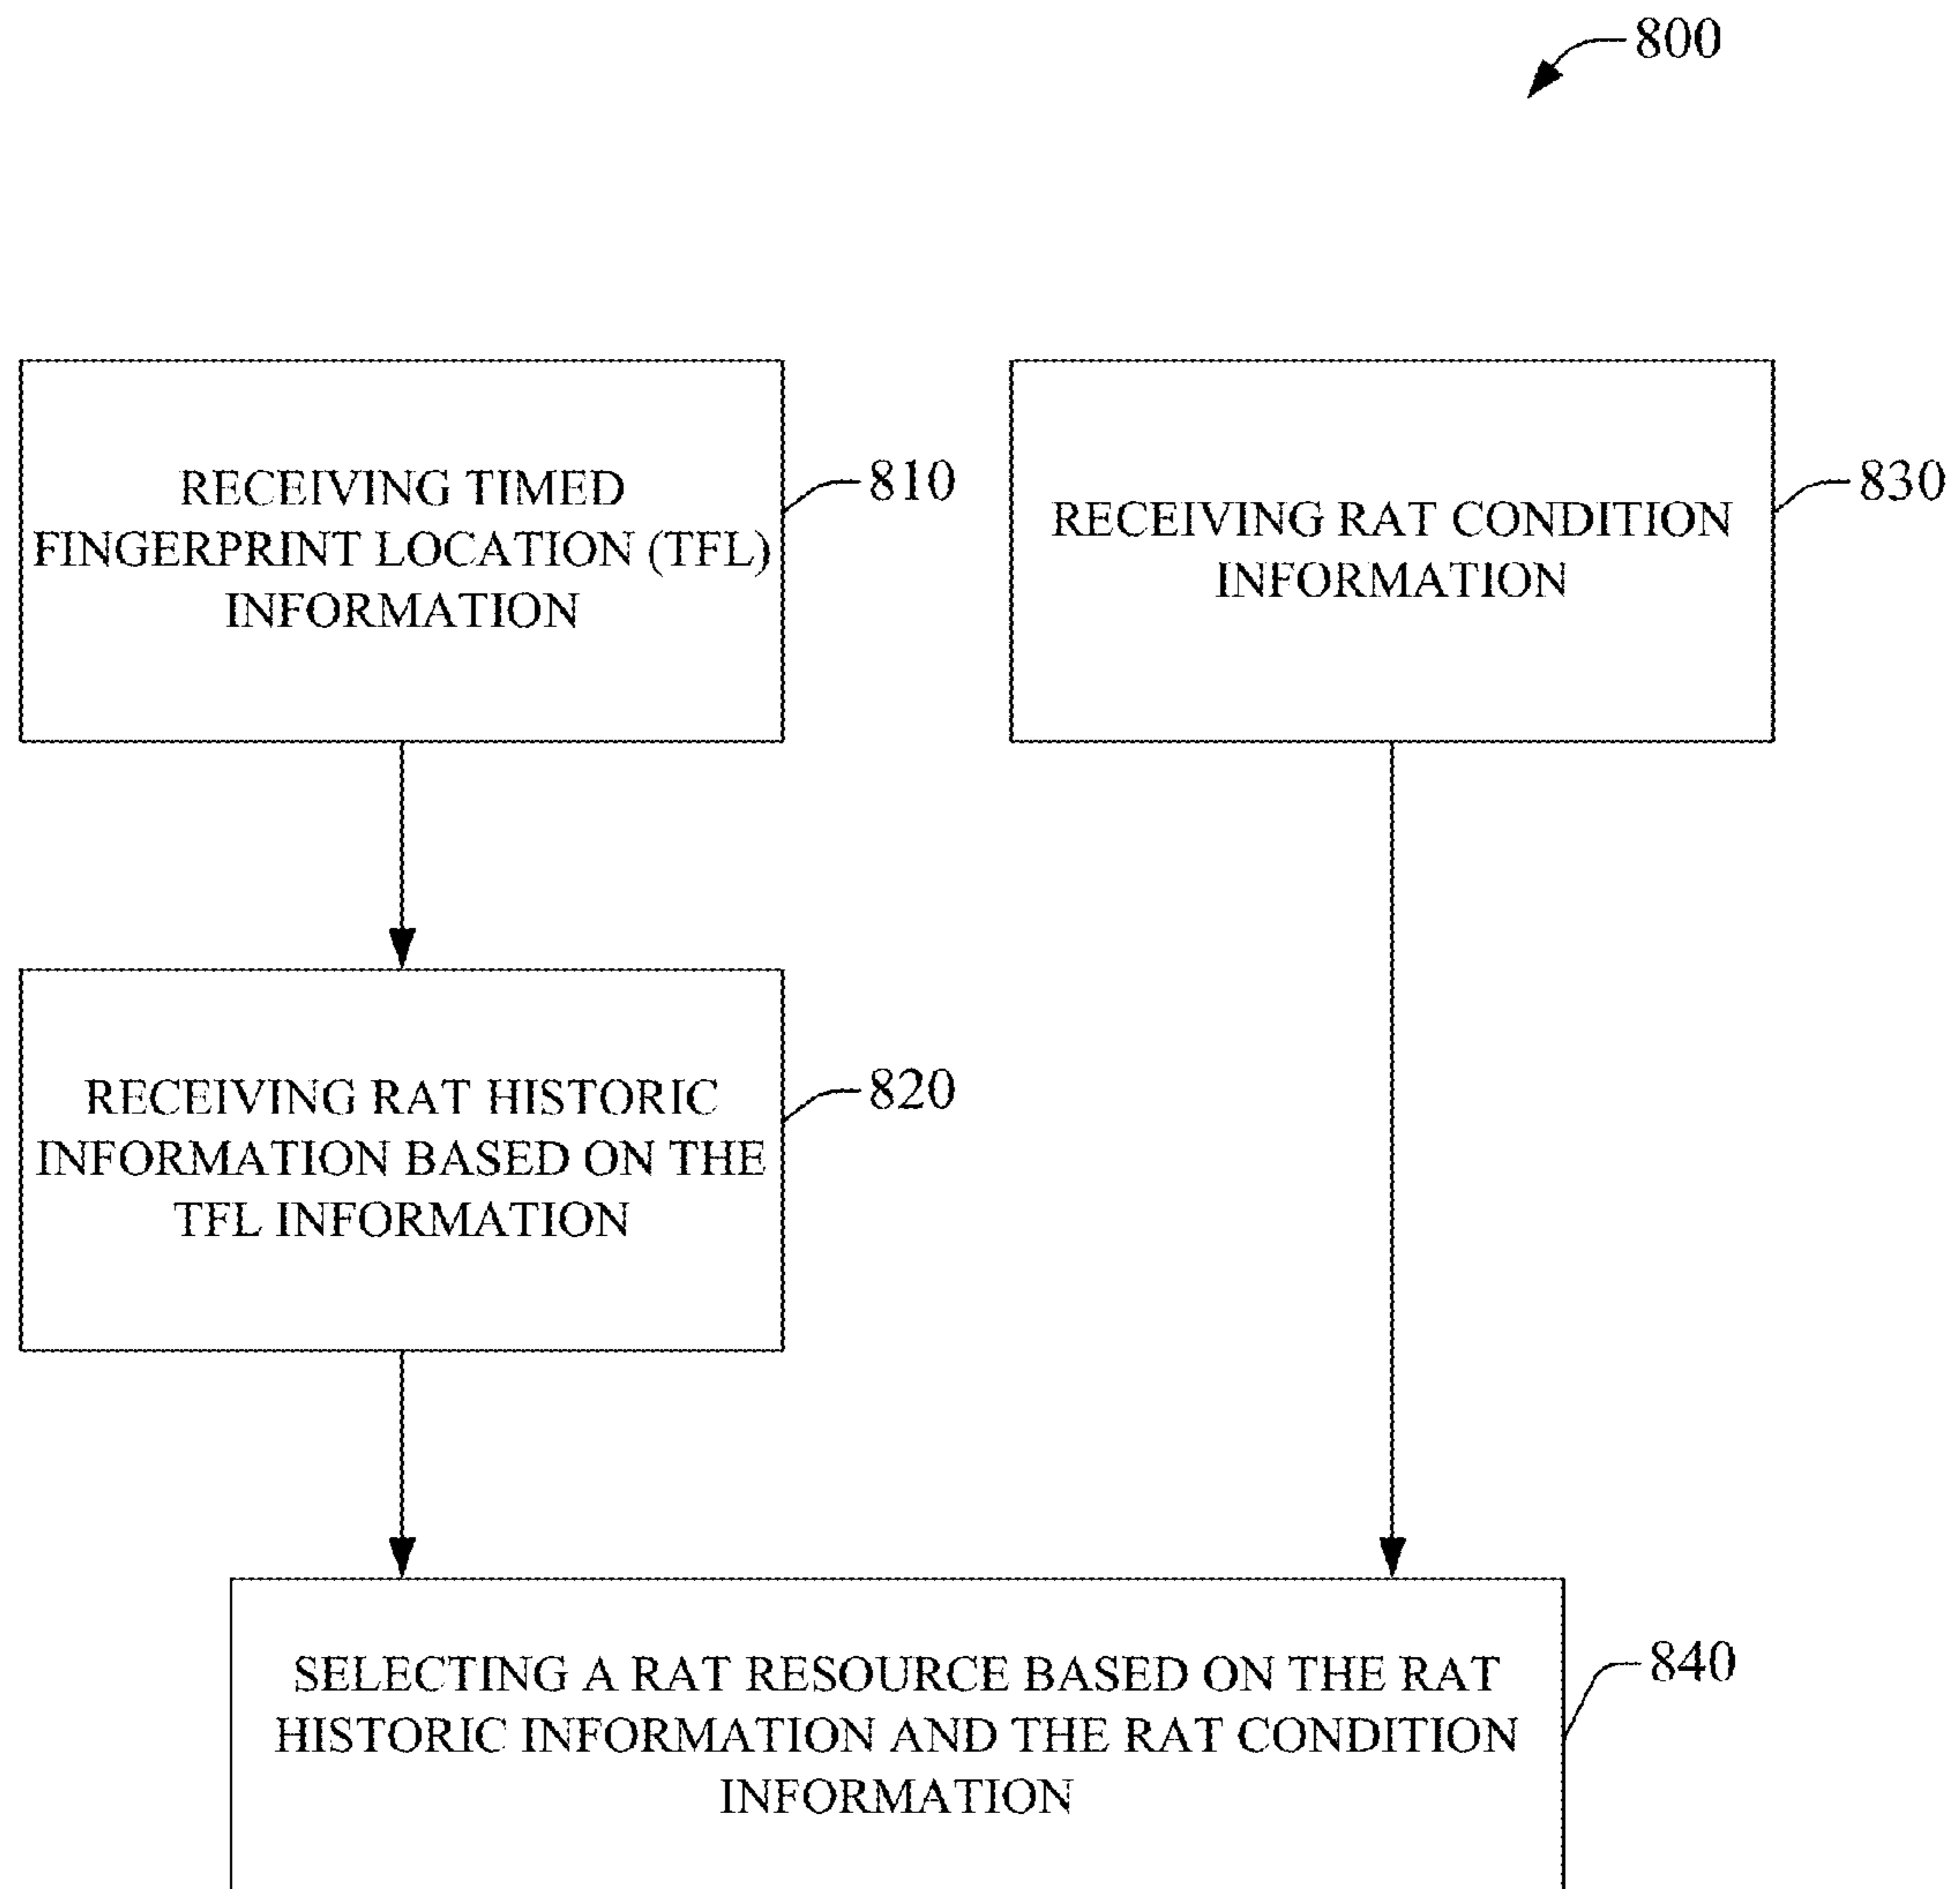 800
RECEIVING TIMED
FINGERPRINT LOCATION (TFL)
INFORMATION
810
RECEIVING RAT CONDITION
INFORMATION
830
RECEIVING RAT HISTORIC
INFORMATION BASED ON THE
TFL INFORMATION
820
SELECTING A RAT RESOURCE BASED ON THE RAT
HISTORIC INFORMATION AND THE RAT CONDITION
INFORMATION
840